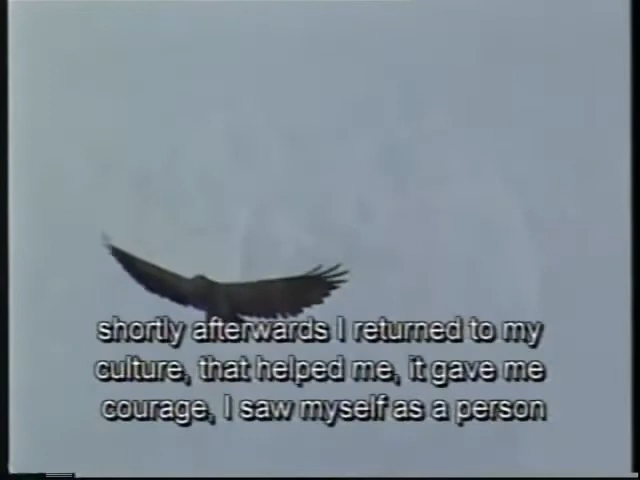 shortly afterwards I returned to my
culture, that helped me, it gave me
courage, I saw myself as a person